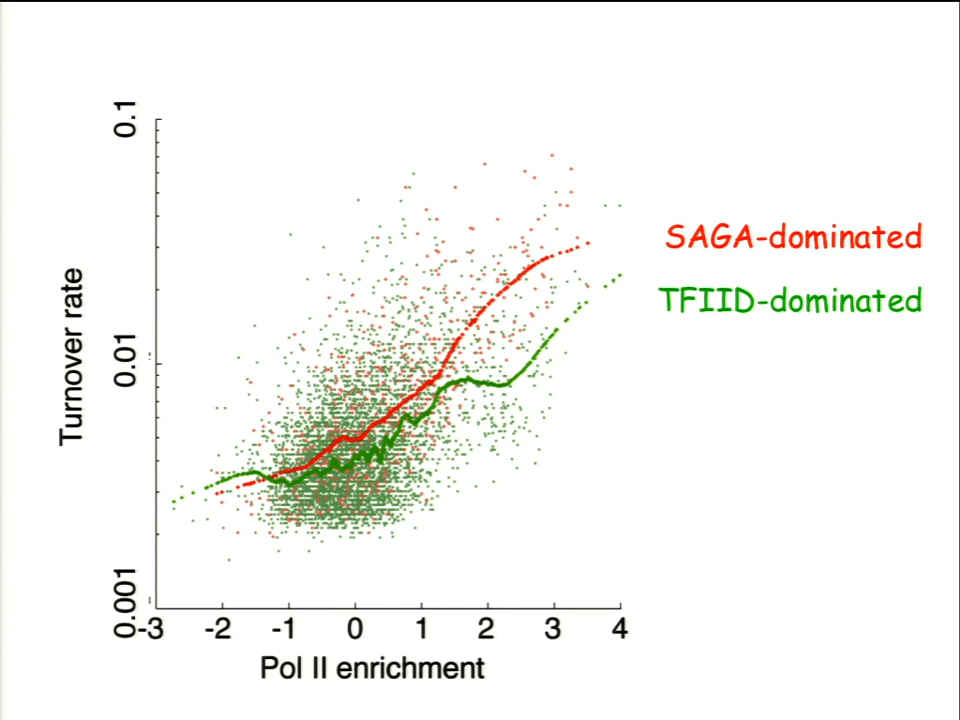 0.1
0.01
0.001
Turnover rate
-3 -2 -1 0 1 2 3 4
Pol II enrichment
SAGA-dominated
TFIID-dominated